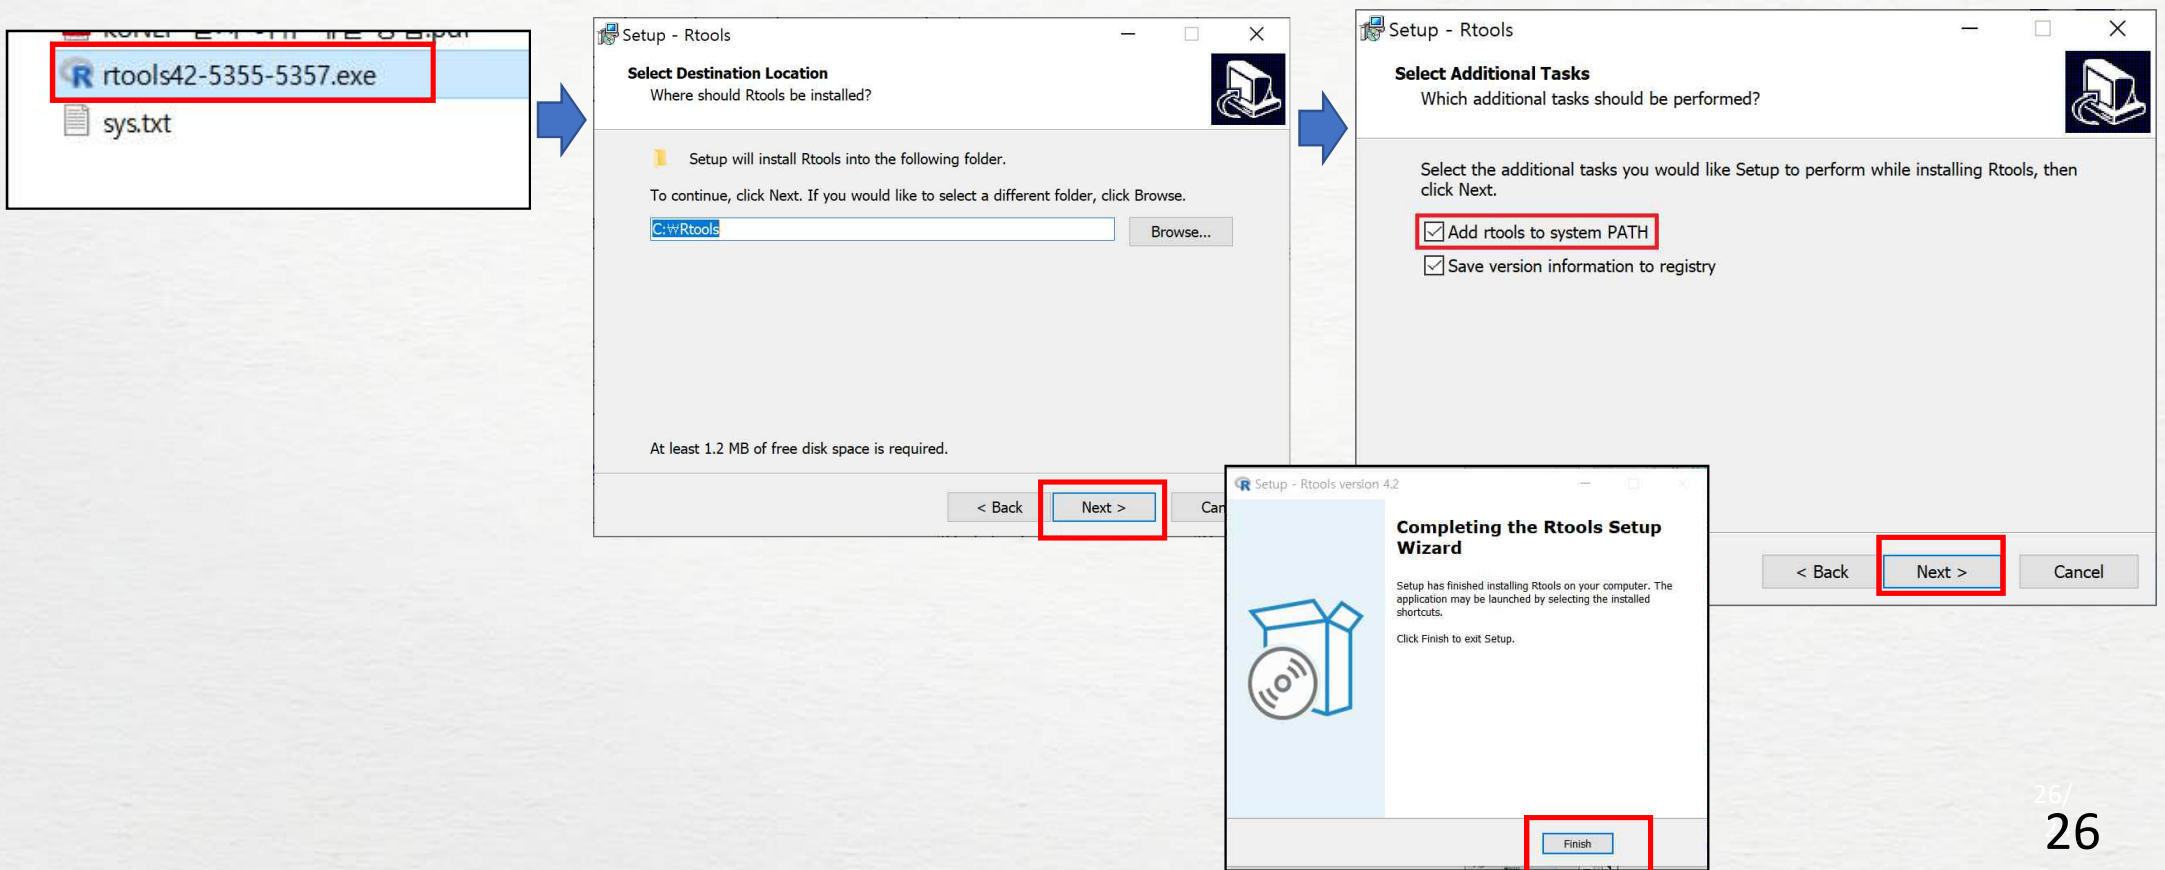 rtools42-5355-5357.exe
sys.txt
Setup - Rtools
Select Destination Location
Where should Rtools be installed?
Setup will install Rtools into the following folder.
To continue, click Next. If you would like to select a different folder, click Browse.
C:₩Rtools
Browse...
At least 1.2 MB of free disk space is required.
< Back
Next >
Setup - Rtools
Select Additional Tasks
Which additional tasks should be performed?
Select the additional tasks you would like Setup to perform while installing Rtools, then
click Next.
Add rtools to system PATH
Save version information to registry
< Back
Next >
Cancel
Setup - Rtools version 4.2
Completing the Rtools Setup
Wizard
Setup has finished installing Rtools on your computer. The
application may be launched by selecting the installed
shortcuts.
Click Finish to exit Setup.
Finish
26/
26